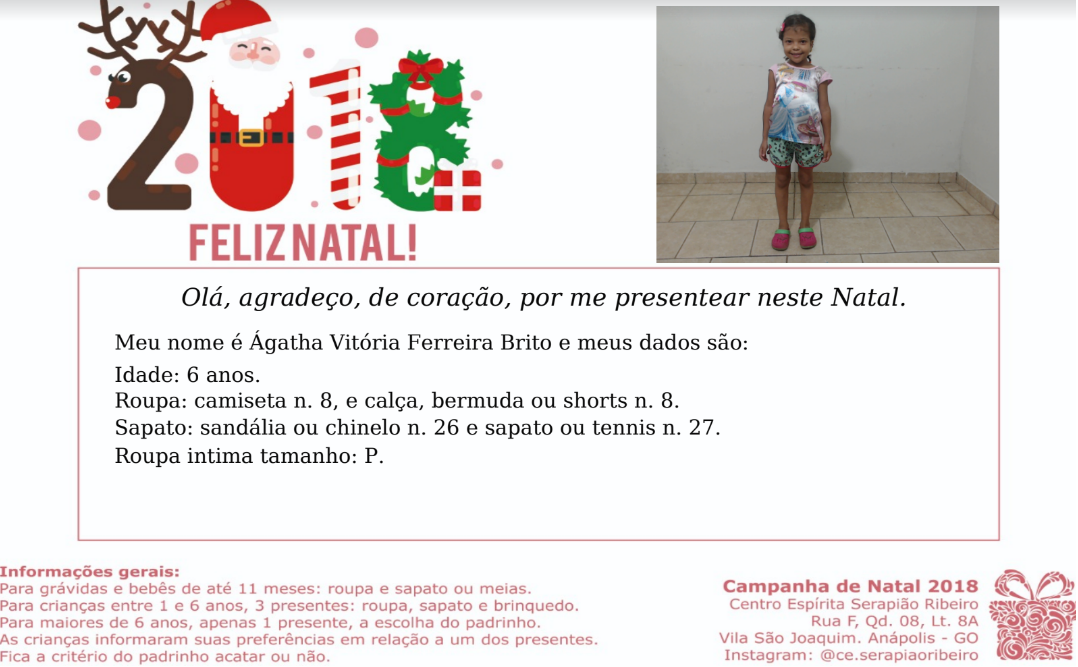 2018
FELIZ NATAL!
Olá, agradeço, de coração, por me presentear neste Natal.
Meu nome é Ágatha Vitória Ferreira Brito e meus dados são:
Idade: 6 anos.
Roupa: camiseta n. 8, e calça, bermuda ou shorts n. 8.
Sapato: sandália ou chinelo n. 26 e sapato ou tennis n. 27.
Roupa intima tamanho: P.
Informações gerais:
Para grávidas e bebês de até 11 meses: roupa e sapato ou meias.
Para crianças entre 1 e 6 anos, 3 presentes: roupa, sapato e brinquedo.
Para maiores de 6 anos, apenas 1 presente, a escolha do padrinho.
As crianças informaram suas preferências em relação a um dos presentes.
Fica a critério do padrinho acatar ou não.
Campanha de Natal 2018
Centro Espírita Serapião Ribeiro
Rua F, Qd. 08, Lt. 8A
Vila São Joaquim. Anápolis - GO
Instagram: @ce.serapiaoribeiro